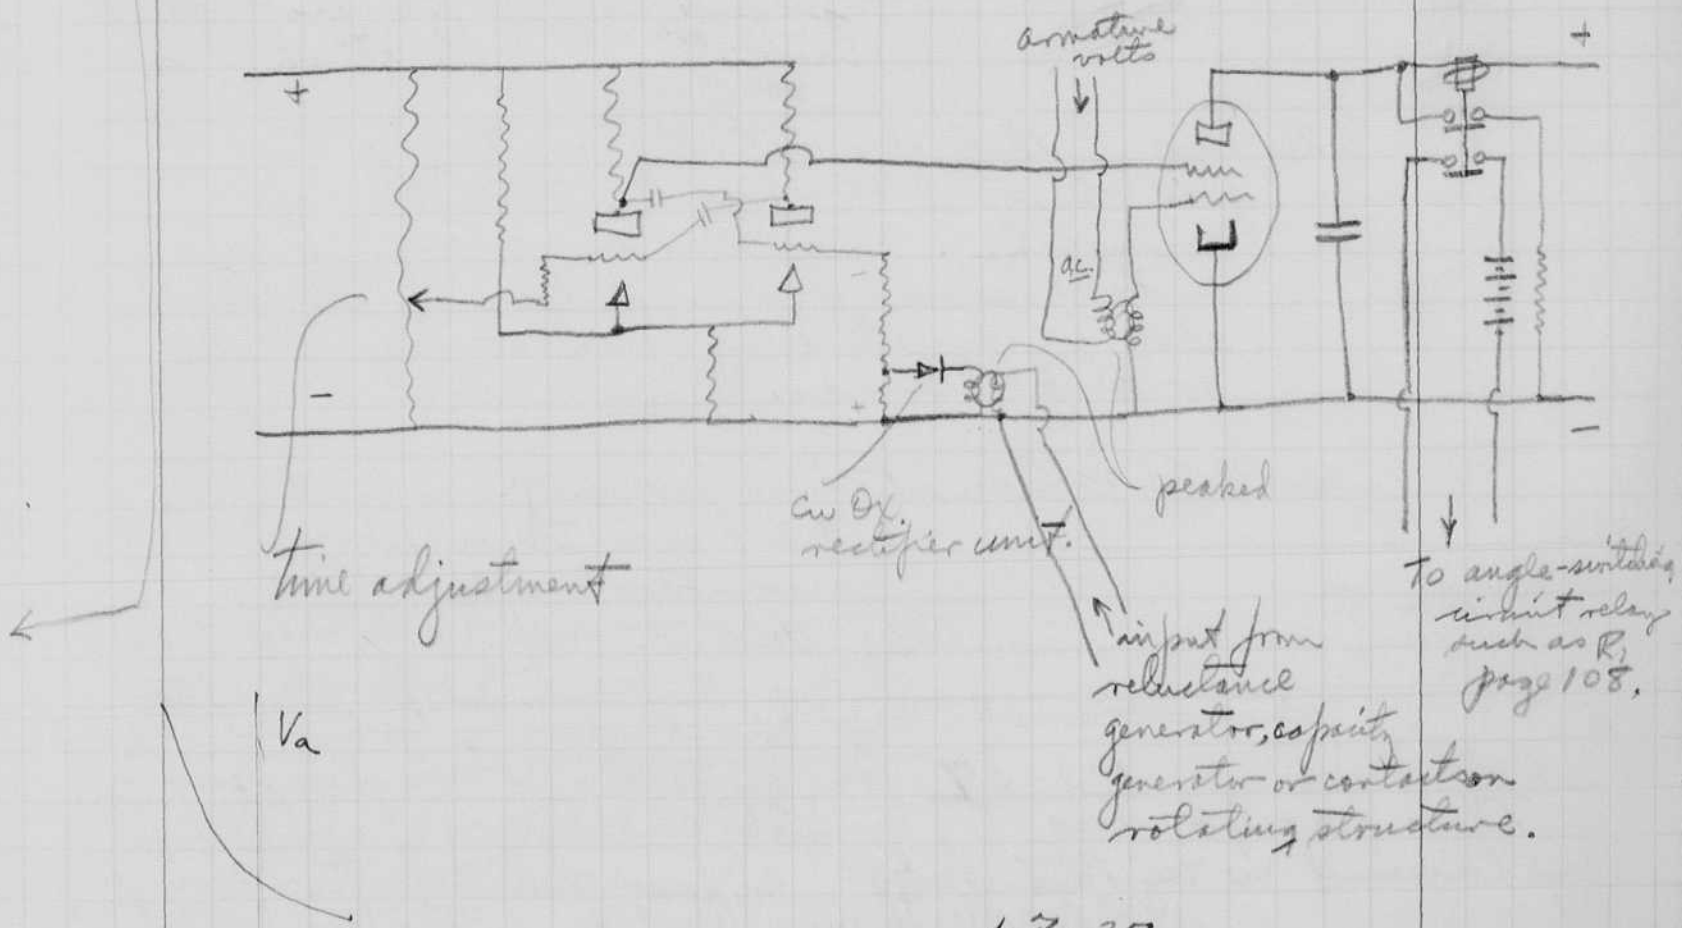 armature
volts
+
+
a.c.
-
+
-
peaked
Cu Ox.
rectifier unit.
time adjustment
To angle-switching
circuit relay
such as R,
page 108.
input from
reluctance
generator, capacity
generator or contacts on
rotating structure.
Va